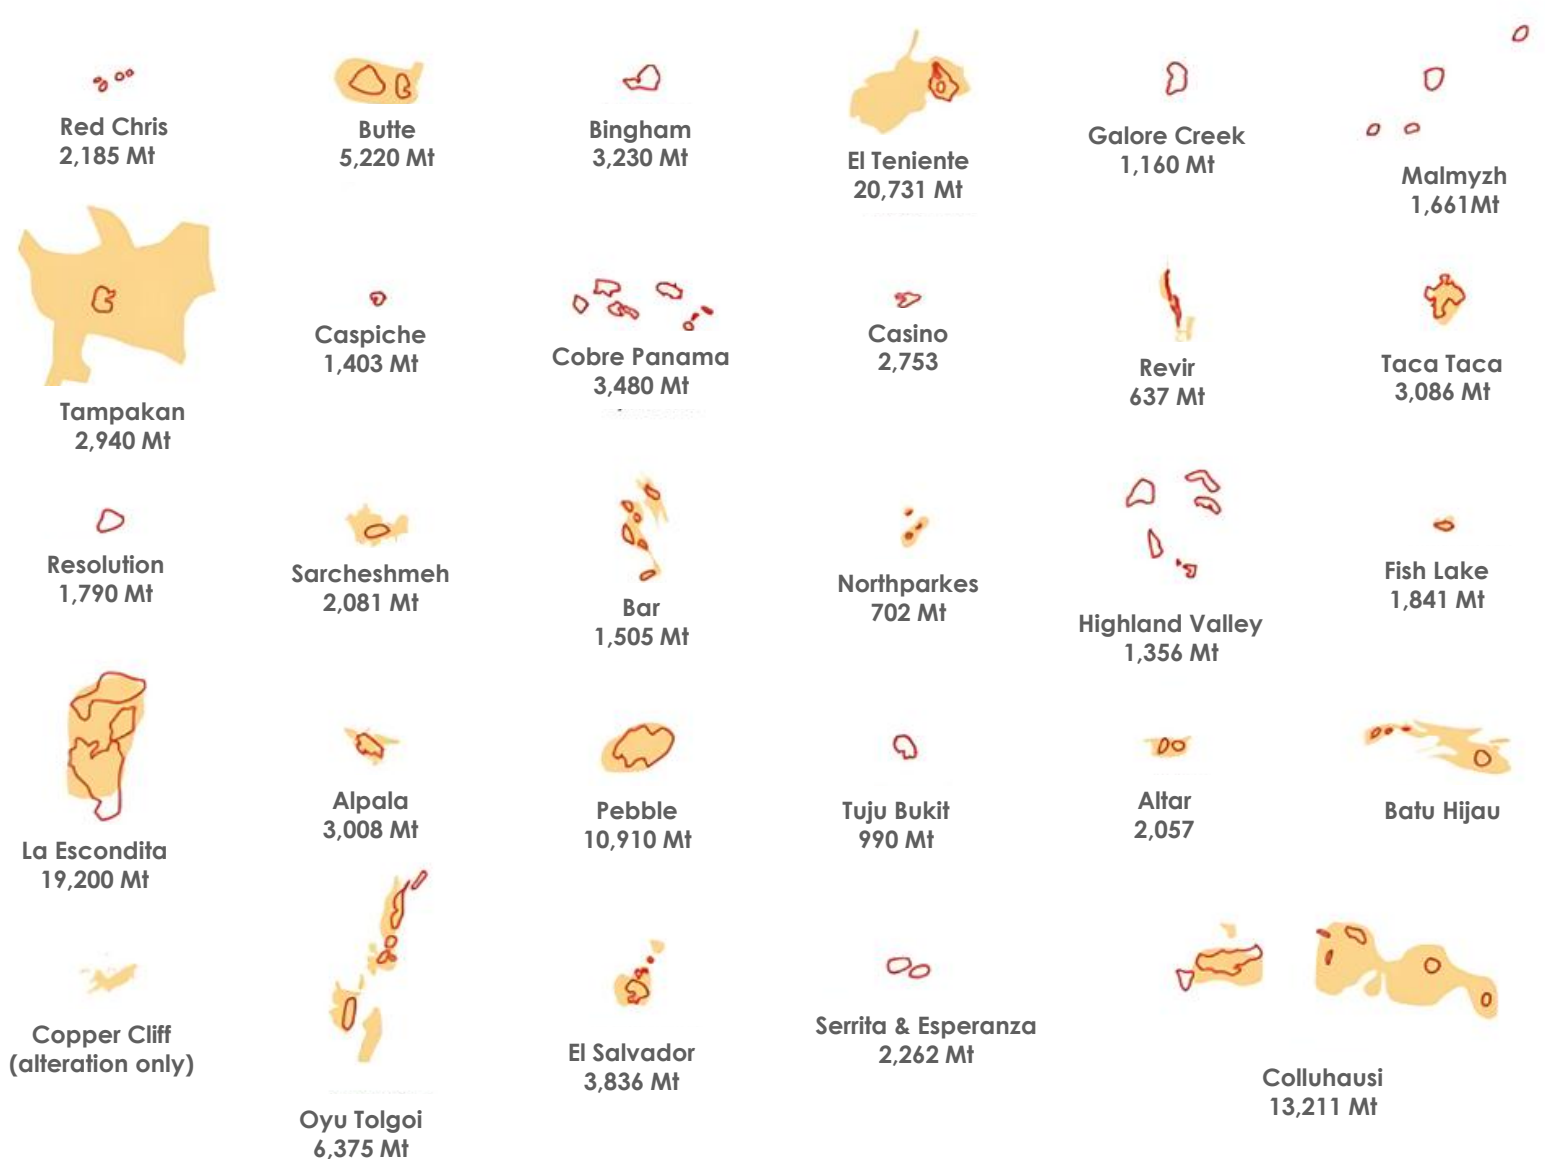 Red Chris
2,185 Mt
Butte
5,220 Mt
Bingham
3,230 Mt
El Teniente
20,731 Mt
Galore Creek
1,160 Mt
Malmyzh
1,661Mt
Tampakan
2,940 Mt
Caspiche
1,403 Mt
Cobre Panama
3,480 Mt
Casino
2,753
Revir
637 Mt
Taca Taca
3,086 Mt
Resolution
1,790 Mt
Sarcheshmeh
2,081 Mt
Bar
1,505 Mt
Northparkes
702 Mt
Highland Valley
1,356 Mt
Fish Lake
1,841 Mt
La Escondita
19,200 Mt
Alpala
3,008 Mt
Pebble
10,910 Mt
Tuju Bukit
990 Mt
Altar
2,057
Batu Hijau
Copper Cliff
(alteration only)
Oyu Tolgoi
6,375 Mt
El Salvador
3,836 Mt
Serrita & Esperanza
2,262 Mt
Colluhausi
13,211 Mt